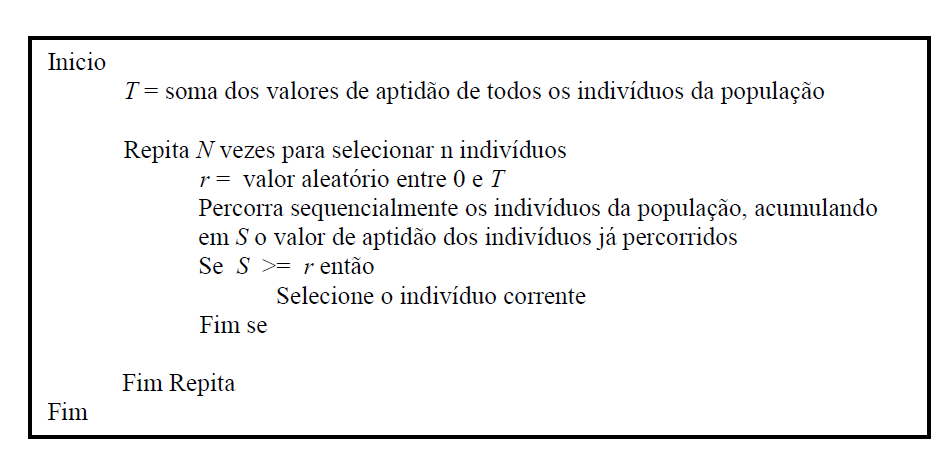 Inicio
T = soma dos valores de aptidão de todos os indivíduos da população
Repita N vezes para selecionar n indivíduos
r = valor aleatório entre 0 e T
Percorra sequencialmente os indivíduos da população, acumulando
em S o valor de aptidão dos indivíduos já percorridos
Se S >= r então
Selecione o indivíduo corrente
Fim se
Fim Repita
Fim